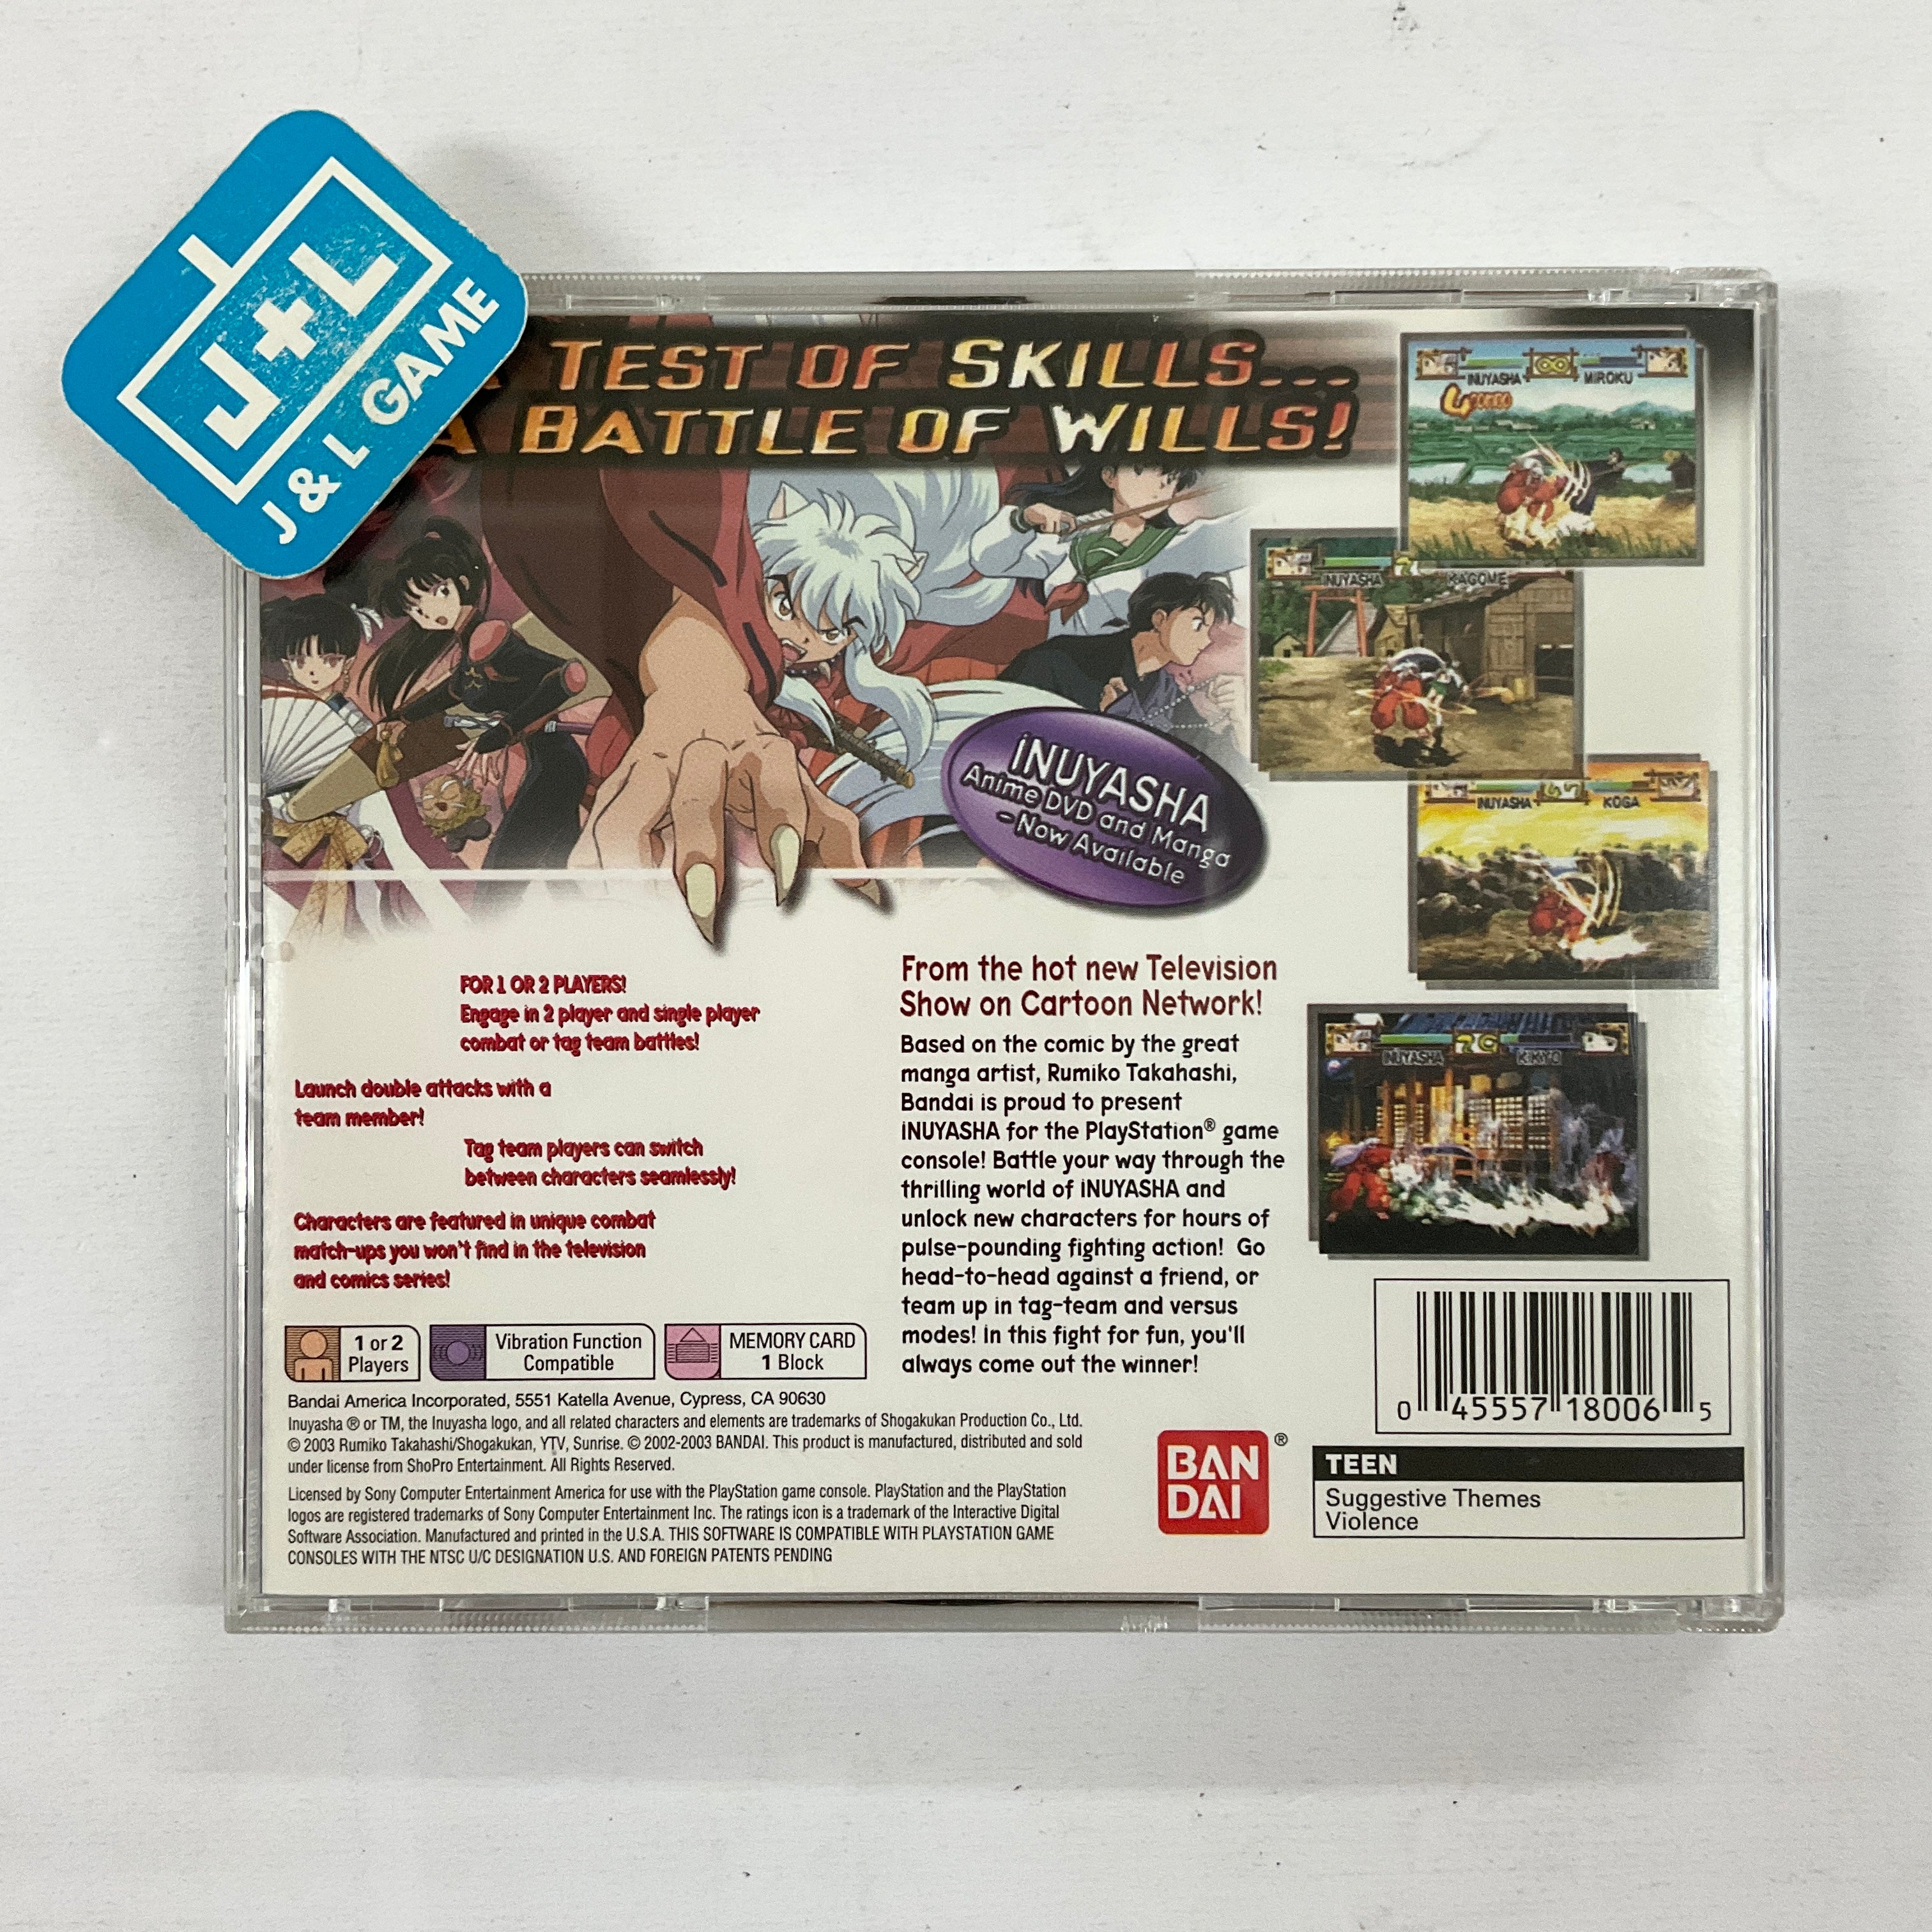 J+L
J & L GAME
TEST OF SKILLS...
A BATTLE OF WILLS!
INUYASHA
MIROKU
INUYASHA
KAGOME
INUYASHA
Anime DVD and Manga
- Now Available
INUYASHA
KOGA
INUYASHA
KIKYO
FOR 1 OR 2 PLAYERS!
Engage in 2 player and single player
combat or tag team battles!
Launch double attacks with a
team member!
Tag team players can switch
between characters seamlessly!
Characters are featured in unique combat
match-ups you won't find in the television
and comics series!
From the hot new Television
Show on Cartoon Network!
Based on the comic by the great
manga artist, Rumiko Takahashi,
Bandai is proud to present
INUYASHA for the PlayStation® game
console! Battle your way through the
thrilling world of INUYASHA and
unlock new characters for hours of
pulse-pounding fighting action! Go
head-to-head against a friend, or
team up in tag-team and versus
modes! In this fight for fun, you'll
always come out the winner!
1 or 2
Players
Vibration Function
Compatible
MEMORY CARD
1 Block
Bandai America Incorporated, 5551 Katella Avenue, Cypress, CA 90630
Inuyasha ® or TM, the Inuyasha logo, and all related characters and elements are trademarks of Shogakukan Production Co., Ltd.
© 2003 Rumiko Takahashi/Shogakukan, YTV, Sunrise. © 2002-2003 BANDAI. This product is manufactured, distributed and sold
under license from ShoPro Entertainment. All Rights Reserved.
Licensed by Sony Computer Entertainment America for use with the PlayStation game console. PlayStation and the PlayStation
logos are registered trademarks of Sony Computer Entertainment Inc. The ratings icon is a trademark of the Interactive Digital
Software Association. Manufactured and printed in the U.S.A. THIS SOFTWARE IS COMPATIBLE WITH PLAYSTATION GAME
CONSOLES WITH THE NTSC U/C DESIGNATION U.S. AND FOREIGN PATENTS PENDING
BAN
DAI ®
0 45557 18006 5
TEEN
Suggestive Themes
Violence